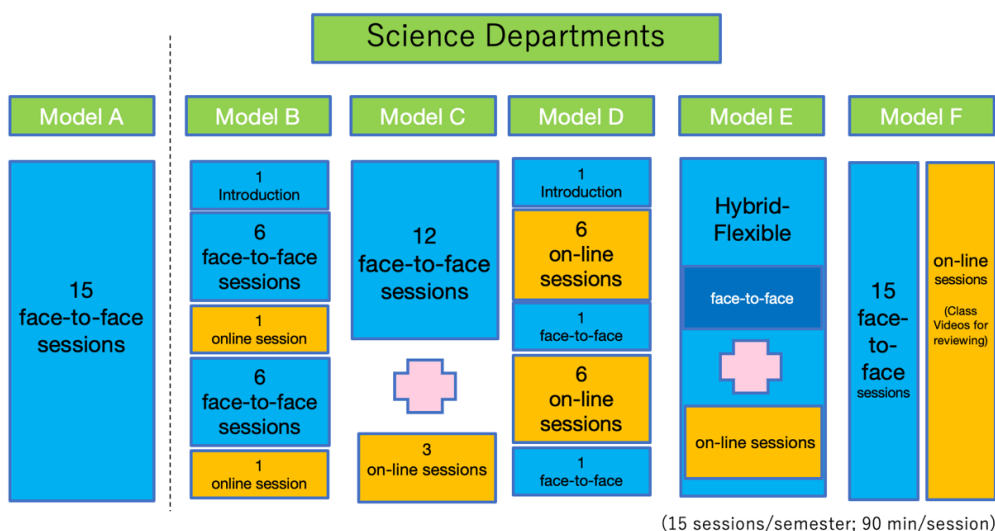 Science Departments
Model A
Model B
Model C
Model D
Model E
Model F
15
face-to-face
sessions
1
Introduction
6
face-to-face
sessions
1
online session
6
face-to-face
sessions
1
online session
12
face-to-face
sessions
3
on-line sessions
1
Introduction
6
on-line
sessions
1
face-to-face
6
on-line
sessions
1
face-to-face
Hybrid-
Flexible
face-to-face
on-line sessions
15
face-
to-
face
sessions
on-line
sessions
(Class
Videos for
reviewing)
(15 sessions/semester; 90 min/session)